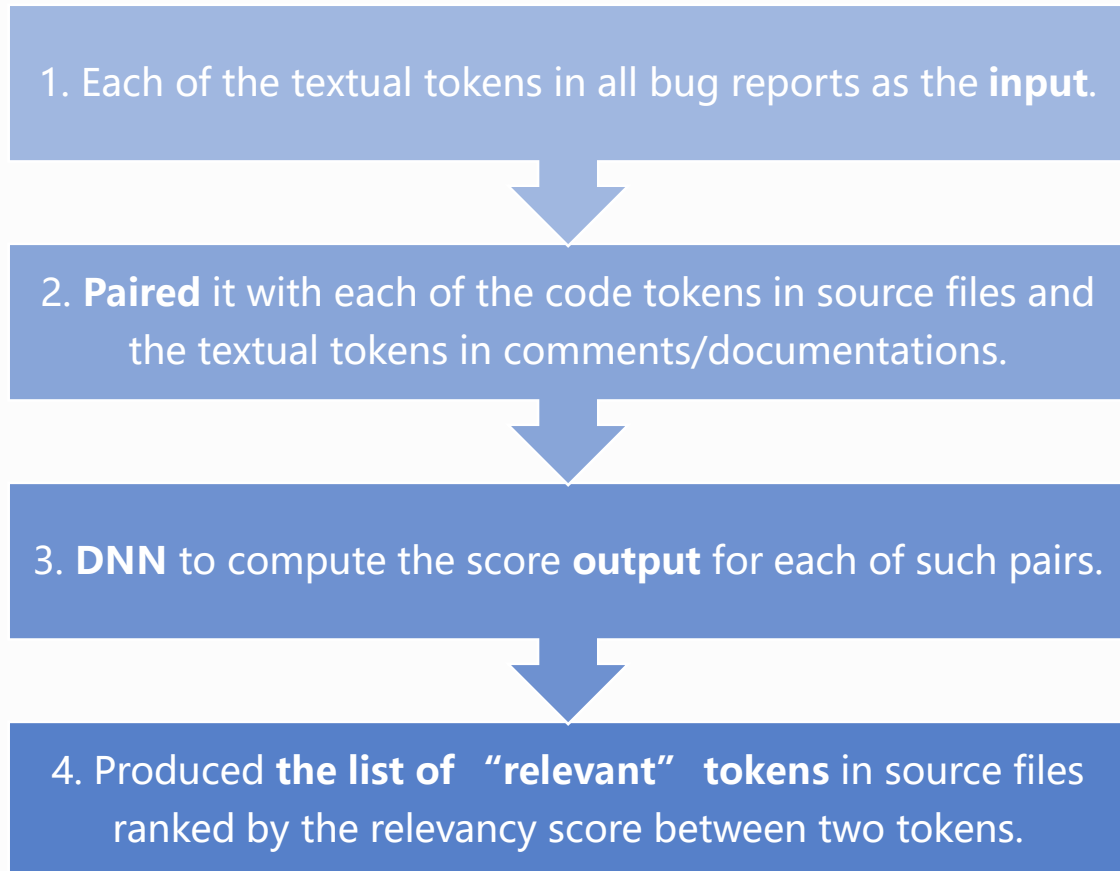 1. Each of the textual tokens in all bug reports as the input.
2. Paired it with each of the code tokens in source files and
the textual tokens in comments/documentations.
3. DNN to compute the score output for each of such pairs.
4. Produced the list of “relevant” tokens in source files
ranked by the relevancy score between two tokens.